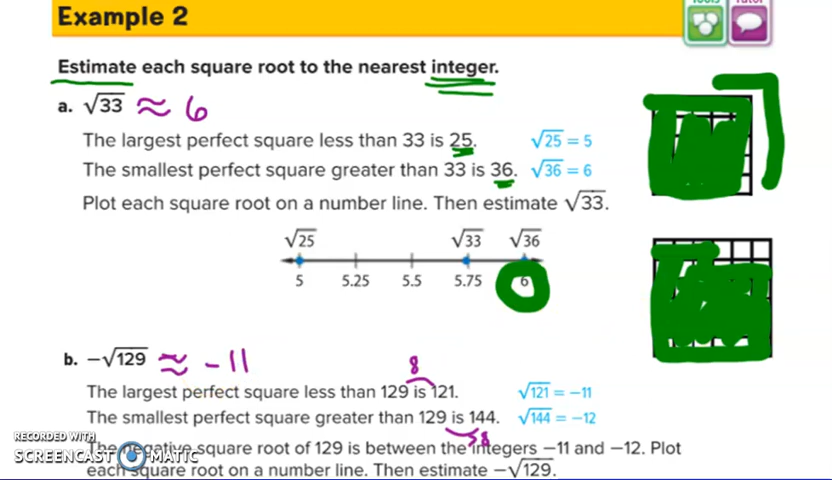 Example 2
Estimate each square root to the nearest integer.
a. √33 ≈ 6
The largest perfect square less than 33 is 25. √25 = 5
The smallest perfect square greater than 33 is 36. √36 = 6
Plot each square root on a number line. Then estimate √33.
√25 √33 √36
5 5.25 5.5 5.75 6
b. −√129 ≈ −11
8
The largest perfect square less than 129 is 121. √121 = −11
The smallest perfect square greater than 129 is 144. √144 = −12
RECORDED WITH
SCREENCAST MATIC
The negative square root of 129 is between the integers −11 and −12. Plot
each square root on a number line. Then estimate −√129.